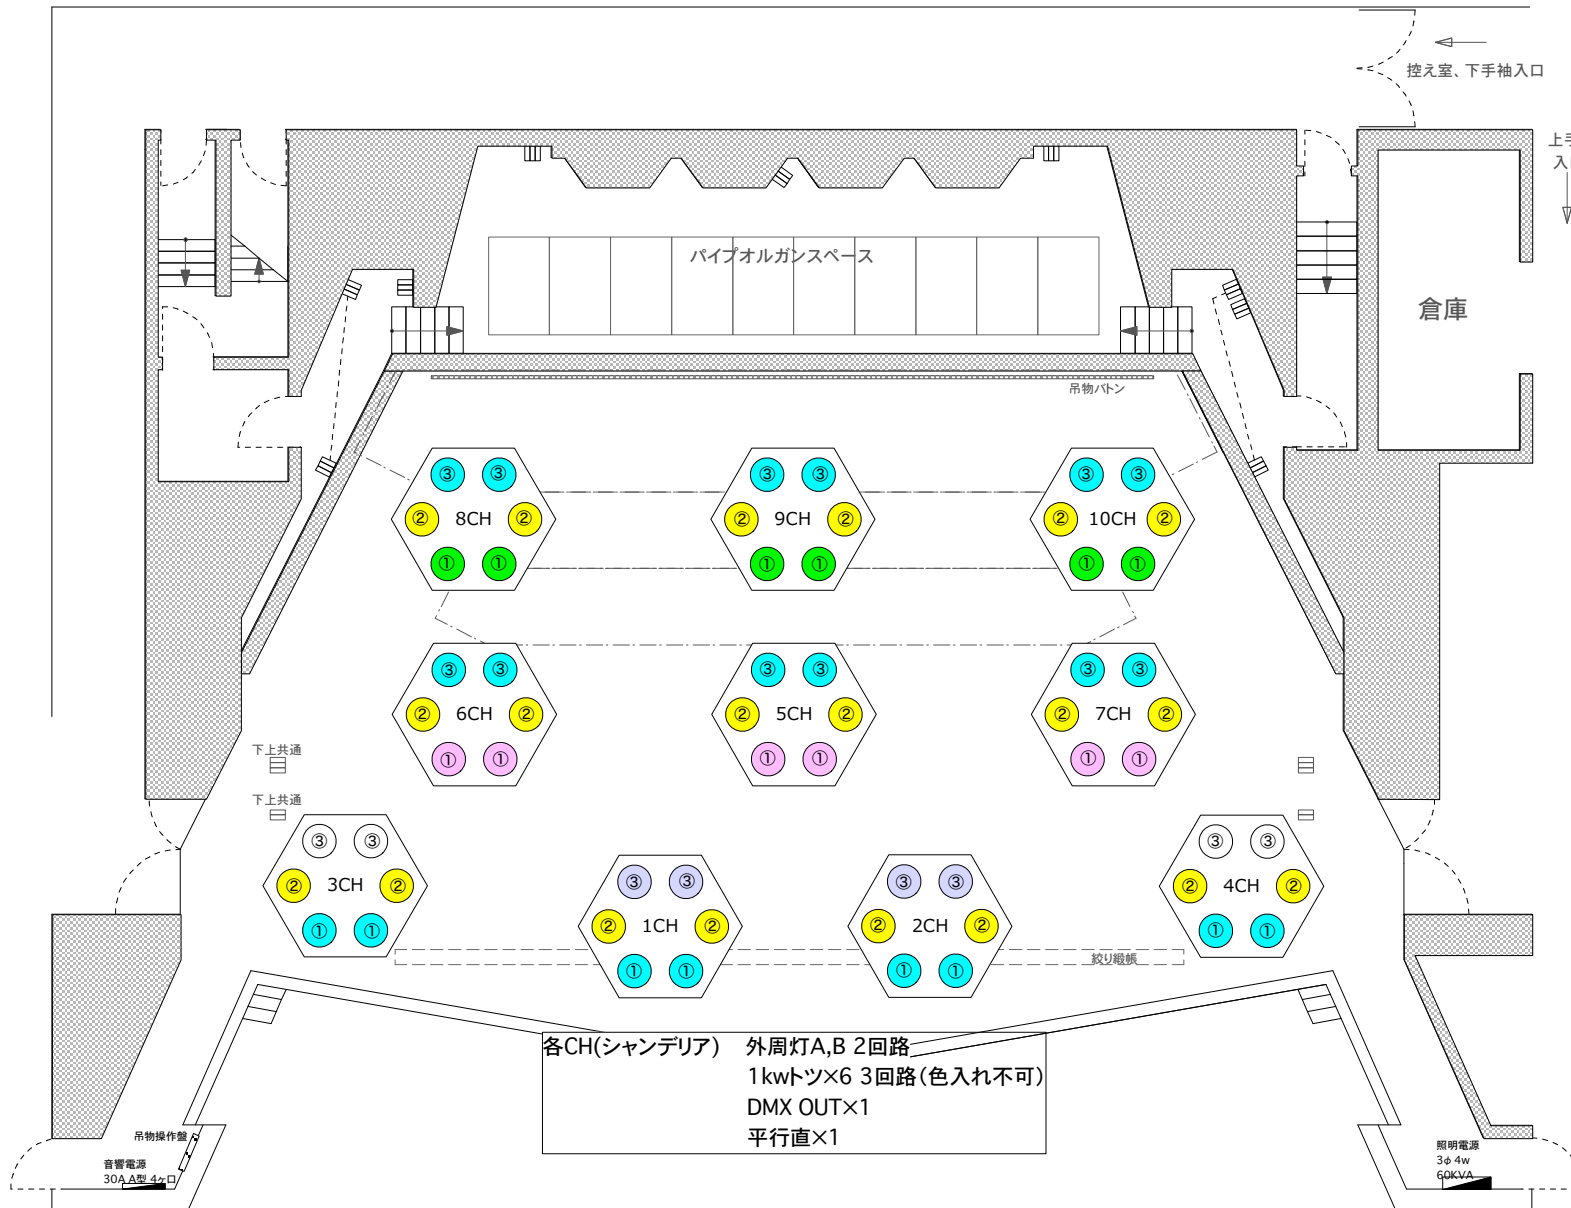 控え室、下手袖入口
上手
パイプオルガンスペース
倉庫
吊物バトン
③ ③ ③ ③ ③ ③
② 8CH ② ② 9CH ② ② 10CH ②
① ① ① ① ① ①
③ ③ ③ ③ ③ ③
② 6CH ② ② 5CH ② ② 7CH ②
① ① ① ① ① ①
下上共通
下上共通
③ ③ ③ ③
② 3CH ② ② 4CH ②
① ① ① ①
③ ③ ③ ③
② 1CH ② ② 2CH ②
① ① ① ①
絞り緞帳
各CH(シャンデリア) 外周灯A,B 2回路
1kwトツ×6 3回路(色入れ不可)
DMX OUT×1
平行直×1
吊物操作盤
音響電源
30A A型 4ヶ口
照明電源
3φ 4w
60KVA